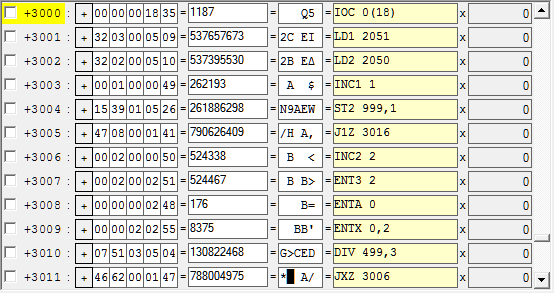 +3000 : + 00 00 00 18 35 = 1187 Q5 = IOC 0(18) x 0
+3001 : + 32 03 00 05 09 = 537657673 2C EI = LD1 2051 x 0
+3002 : + 32 02 00 05 10 = 537395530 2B EΔ = LD2 2050 x 0
+3003 : + 00 01 00 00 49 = 262193 A $ = INC1 1 x 0
+3004 : + 15 39 01 05 26 = 261886298 N9AEW = ST2 999,1 x 0
+3005 : + 47 08 00 01 41 = 790626409 /H A, = J1Z 3016 x 0
+3006 : + 00 02 00 00 50 = 524338 B < = INC2 2 x 0
+3007 : + 00 02 00 02 51 = 524467 B B> = ENT3 2 x 0
+3008 : + 00 00 00 02 48 = 176 B= = ENTA 0 x 0
+3009 : + 00 00 02 02 55 = 8375 BB' = ENTX 0,2 x 0
+3010 : + 07 51 03 05 04 = 130822468 G>CED = DIV 499,3 x 0
+3011 : + 46 62 00 01 47 = 788004975 *█ A/ = JXZ 3006 x 0